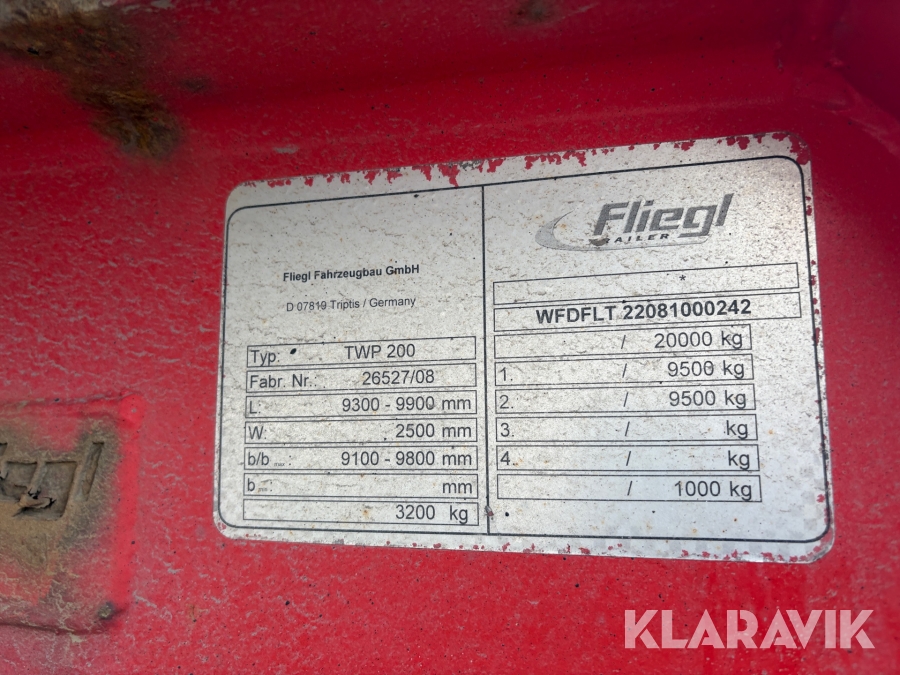 Fliegl Fahrzeugbau GmbH
D 07819 Triptis / Germany
Typ: TWP 200
Fabr. Nr.: 26527/08
L: 9300 - 9900 mm
W: 2500 mm
b/b max.: 9100 - 9800 mm
b min.: mm
3200 kg
Fliegl
TRAILER
*
WFDFLT 22081000242
/ 20000 kg
1. / 9500 kg
2. / 9500 kg
3. / kg
4. / kg
/ 1000 kg
KLARAVIK